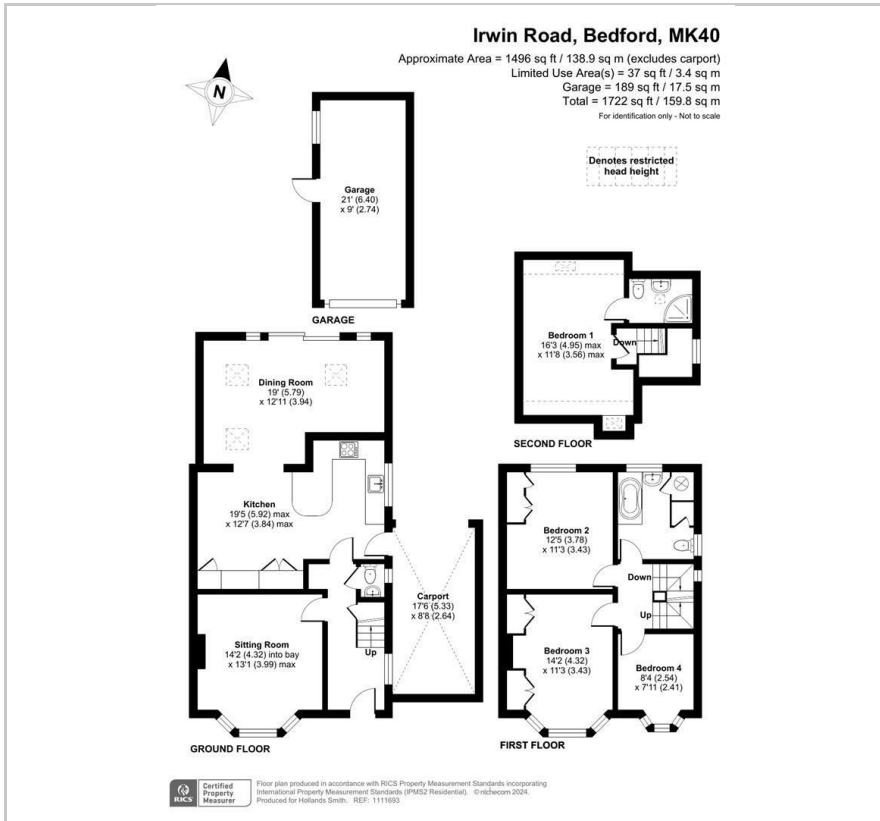 Irwin Road, Bedford, MK40
Approximate Area = 1496 sq ft / 138.9 sq m (excludes carport)
Limited Use Area(s) = 37 sq ft / 3.4 sq m
Garage = 189 sq ft / 17.5 sq m
Total = 1722 sq ft / 159.8 sq m
For identification only - Not to scale
N
Denotes restricted
head height
Garage
21' (6.40)
x 9' (2.74)
GARAGE
Bedroom 1
16'3 (4.95) max
x 11'8 (3.56) max
Down
SECOND FLOOR
Dining Room
19' (5.79)
x 12'11 (3.94)
Kitchen
19'5 (5.92) max
x 12'7 (3.84) max
Carport
17'6 (5.33)
x 8'8 (2.64)
Sitting Room
14'2 (4.32) into bay
x 13'1 (3.99) max
Up
GROUND FLOOR
Bedroom 2
12'5 (3.78)
x 11'3 (3.43)
Down
Up
Bedroom 3
14'2 (4.32)
x 11'3 (3.43)
Bedroom 4
8'4 (2.54)
x 7'11 (2.41)
FIRST FLOOR
RICS
Certified
Property
Measurer
Floor plan produced in accordance with RICS Property Measurement Standards incorporating
International Property Measurement Standards (IPMS2 Residential). © nichecom 2024.
Produced for Hollands Smith. REF: 1111693